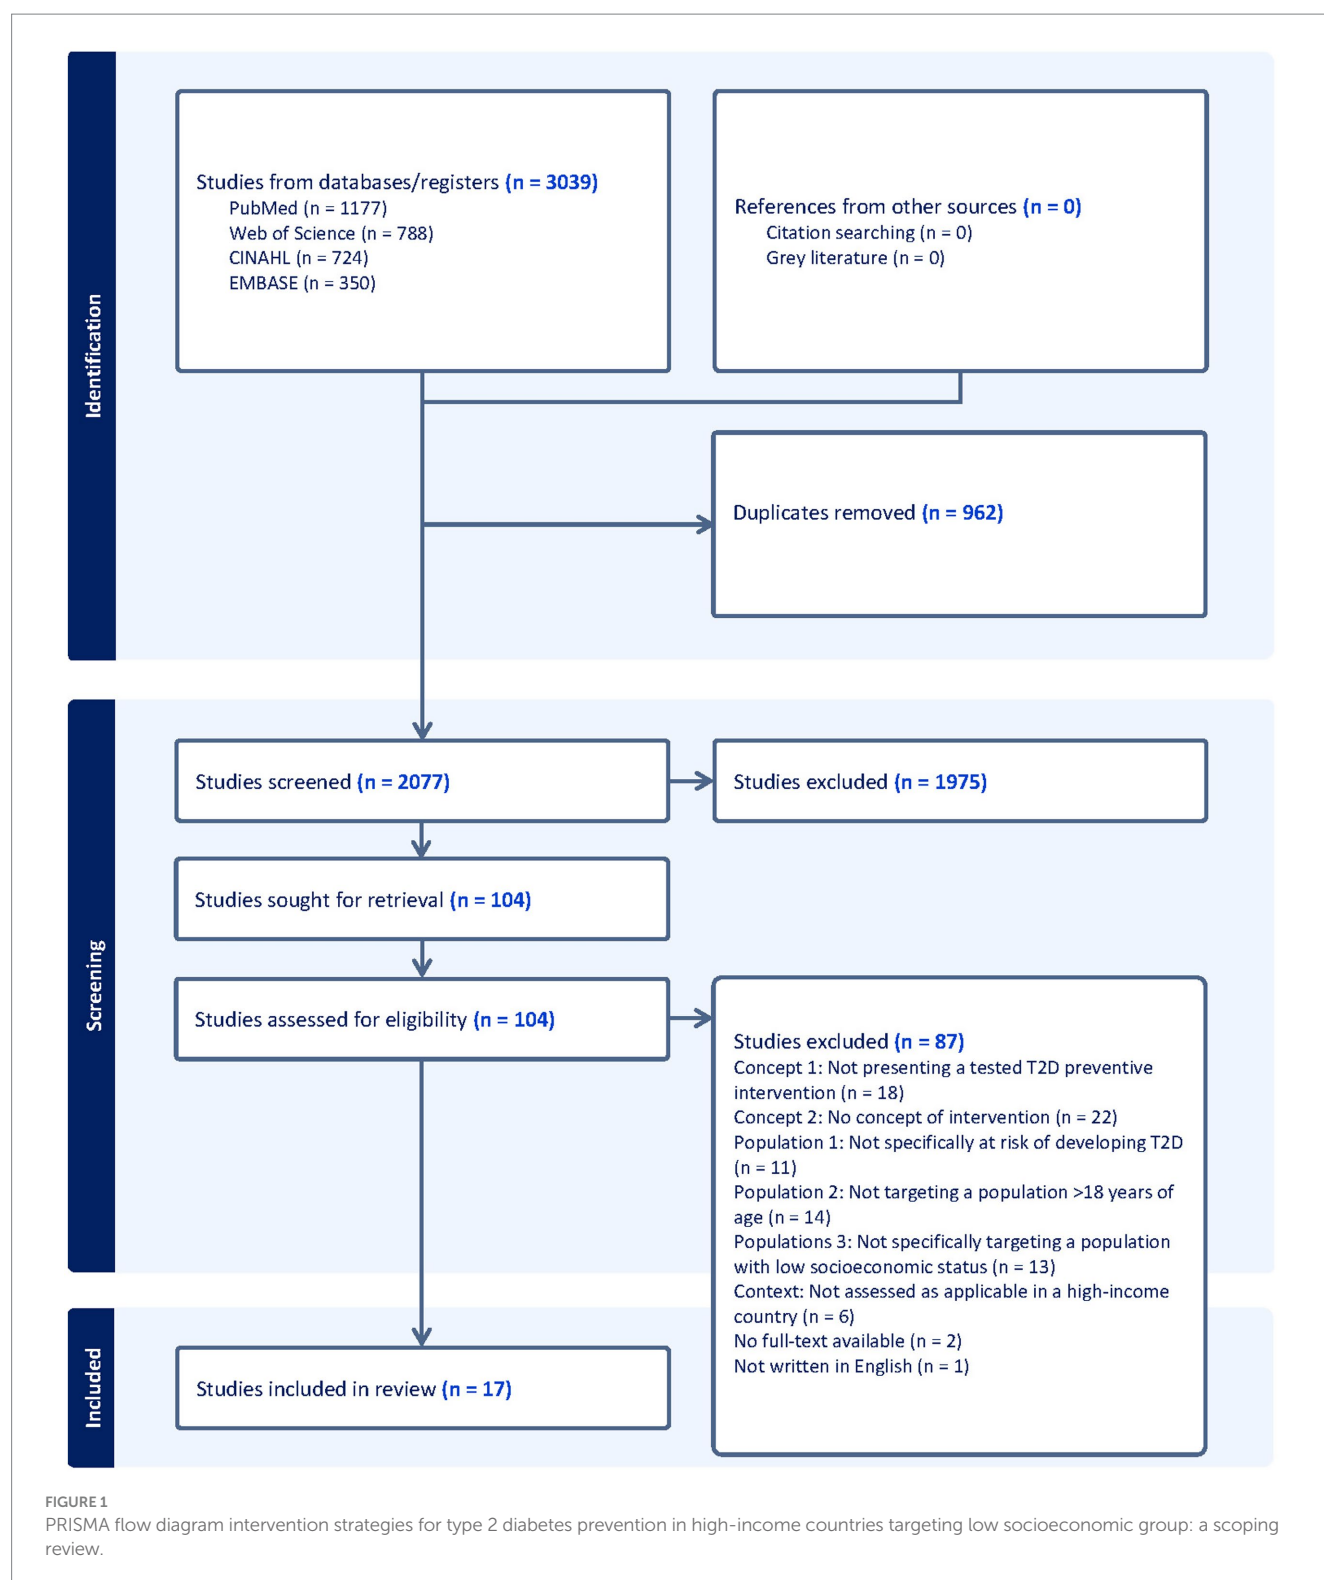 Identification
Studies from databases/registers (n = 3039)
PubMed (n = 1177)
Web of Science (n = 788)
CINAHL (n = 724)
EMBASE (n = 350)
References from other sources (n = 0)
Citation searching (n = 0)
Grey literature (n = 0)
Duplicates removed (n = 962)
Screening
Studies screened (n = 2077)
Studies excluded (n = 1975)
Studies sought for retrieval (n = 104)
Studies assessed for eligibility (n = 104)
Studies excluded (n = 87)
Concept 1: Not presenting a tested T2D preventive
intervention (n = 18)
Concept 2: No concept of intervention (n = 22)
Population 1: Not specifically at risk of developing T2D
(n = 11)
Population 2: Not targeting a population >18 years of
age (n = 14)
Populations 3: Not specifically targeting a population
with low socioeconomic status (n = 13)
Context: Not assessed as applicable in a high-income
country (n = 6)
No full-text available (n = 2)
Not written in English (n = 1)
Included
Studies included in review (n = 17)
FIGURE 1
PRISMA flow diagram intervention strategies for type 2 diabetes prevention in high-income countries targeting low socioeconomic group: a scoping
review.